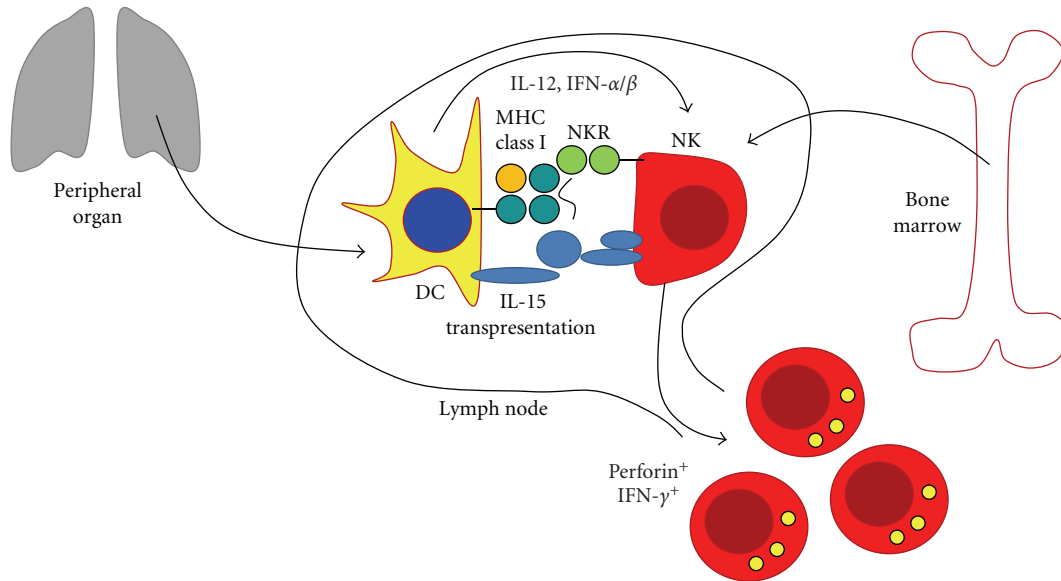 IL-12, IFN-α/β
MHC
class I
NKR
NK
Peripheral
organ
Bone
marrow
DC
IL-15
transpresentation
Lymph node
Perforin⁺
IFN-γ⁺